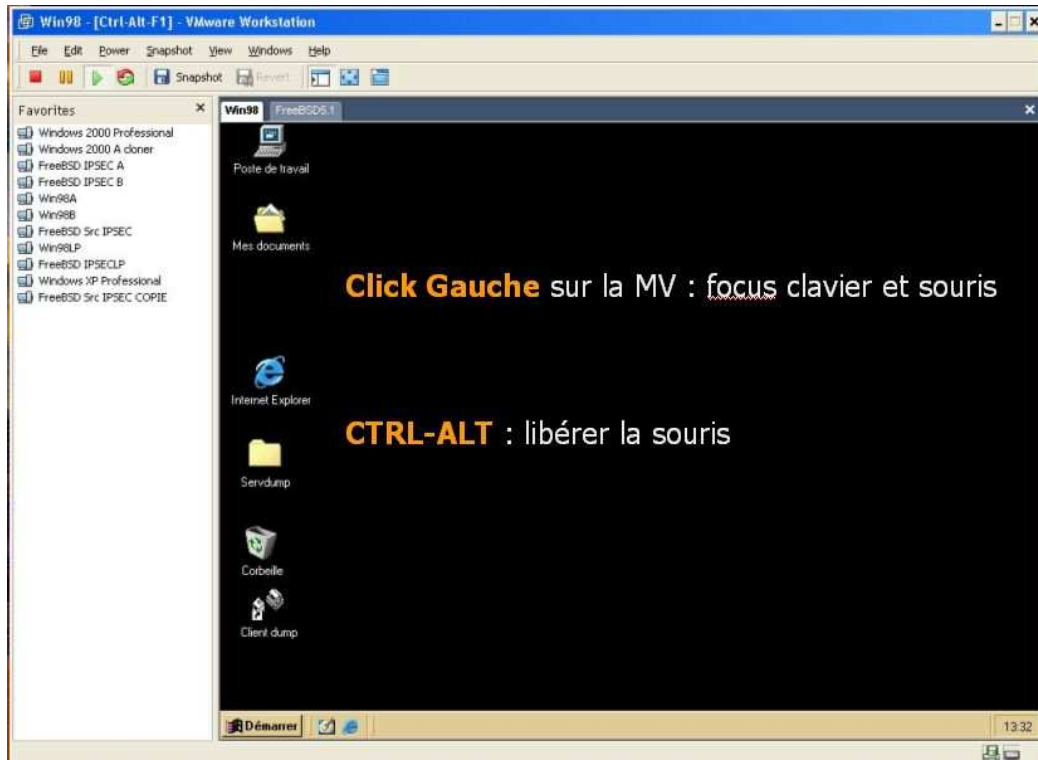 Win98 - [Ctrl-Alt-F1] - VMware Workstation
File Edit Power Snapshot View Windows Help
Snapshot Revert
Favorites
Windows 2000 Professional
Windows 2000 A cloner
FreeBSD IPSEC A
FreeBSD IPSEC B
Win98A
Win98B
FreeBSD Src IPSEC
Win98LP
FreeBSD IPSECLP
Windows XP Professional
FreeBSD Src IPSEC COPIE
Win98 FreeBSD5.1
Poste de travail
Mes documents
Click Gauche sur la MV : focus clavier et souris
Internet Explorer
CTRL-ALT : libérer la souris
Servdump
Corbeille
Client dump
Démarrer
13:32